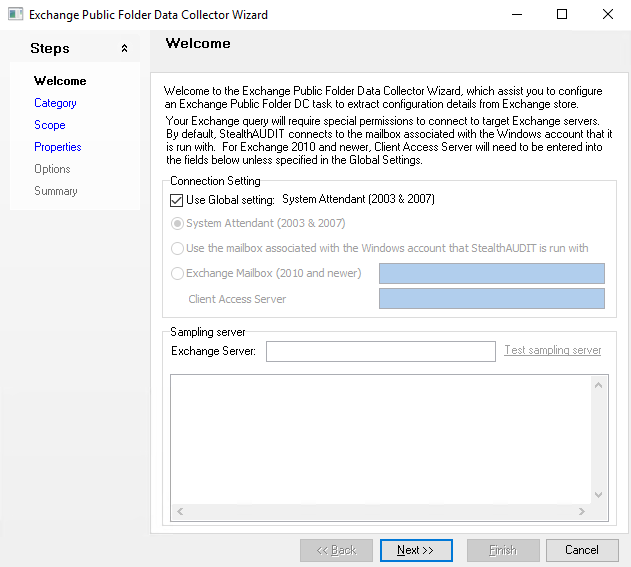 Exchange Public Folder Data Collector Wizard
Steps
Welcome
Category
Scope
Properties
Options
Summary
Welcome
Welcome to the Exchange Public Folder Data Collector Wizard, which assist you to configure
an Exchange Public Folder DC task to extract configuration details from Exchange store.
Your Exchange query will require special permissions to connect to target Exchange servers.
By default, StealthAUDIT connects to the mailbox associated with the Windows account that it
is run with. For Exchange 2010 and newer, Client Access Server will need to be entered into
the fields below unless specified in the Global Settings.
Connection Setting
Use Global setting: System Attendant (2003 & 2007)
System Attendant (2003 & 2007)
Use the mailbox associated with the Windows account that StealthAUDIT is run with
Exchange Mailbox (2010 and newer)
Client Access Server
Sampling server
Exchange Server: Test sampling server
<< Back Next >> Finish Cancel